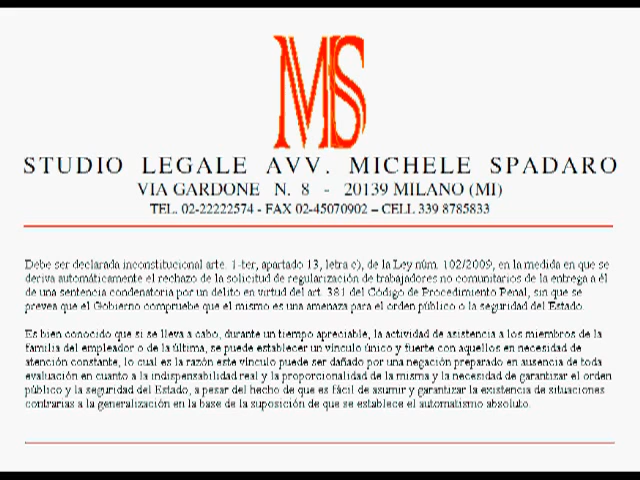 MS
STUDIO LEGALE AVV. MICHELE SPADARO
VIA GARDONE N. 8 - 20139 MILANO (MI)
TEL. 02-22222574 - FAX 02-45070902 – CELL 339 8785833
Debe ser declarada inconstitucional arte. 1-ter, apartado 13, letra c), de la Ley núm. 102/2009, en la medida en que se
deriva automáticamente el rechazo de la solicitud de regularización de trabajadores no comunitarios de la entrega a él
de una sentencia condenatoria por un delito en virtud del art. 381 del Código de Procedimiento Penal, sin que se
prevea que el Gobierno compruebe que el mismo es una amenaza para el orden público o la seguridad del Estado.
Es bien conocido que si se lleva a cabo, durante un tiempo apreciable, la actividad de asistencia a los miembros de la
familia del empleador o de la última, se puede establecer un vínculo único y fuerte con aquellos en necesidad de
atención constante, lo cual es la razón este vínculo puede ser dañado por una negación preparado en ausencia de toda
evaluación en cuanto a la indispensabilidad real y la proporcionalidad de la misma y la necesidad de garantizar el orden
público y la seguridad del Estado, a pesar del hecho de que es fácil de asumir y garantizar la existencia de situaciones
contrarias a la generalización en la base de la suposición de que se establece el automatismo absoluto.